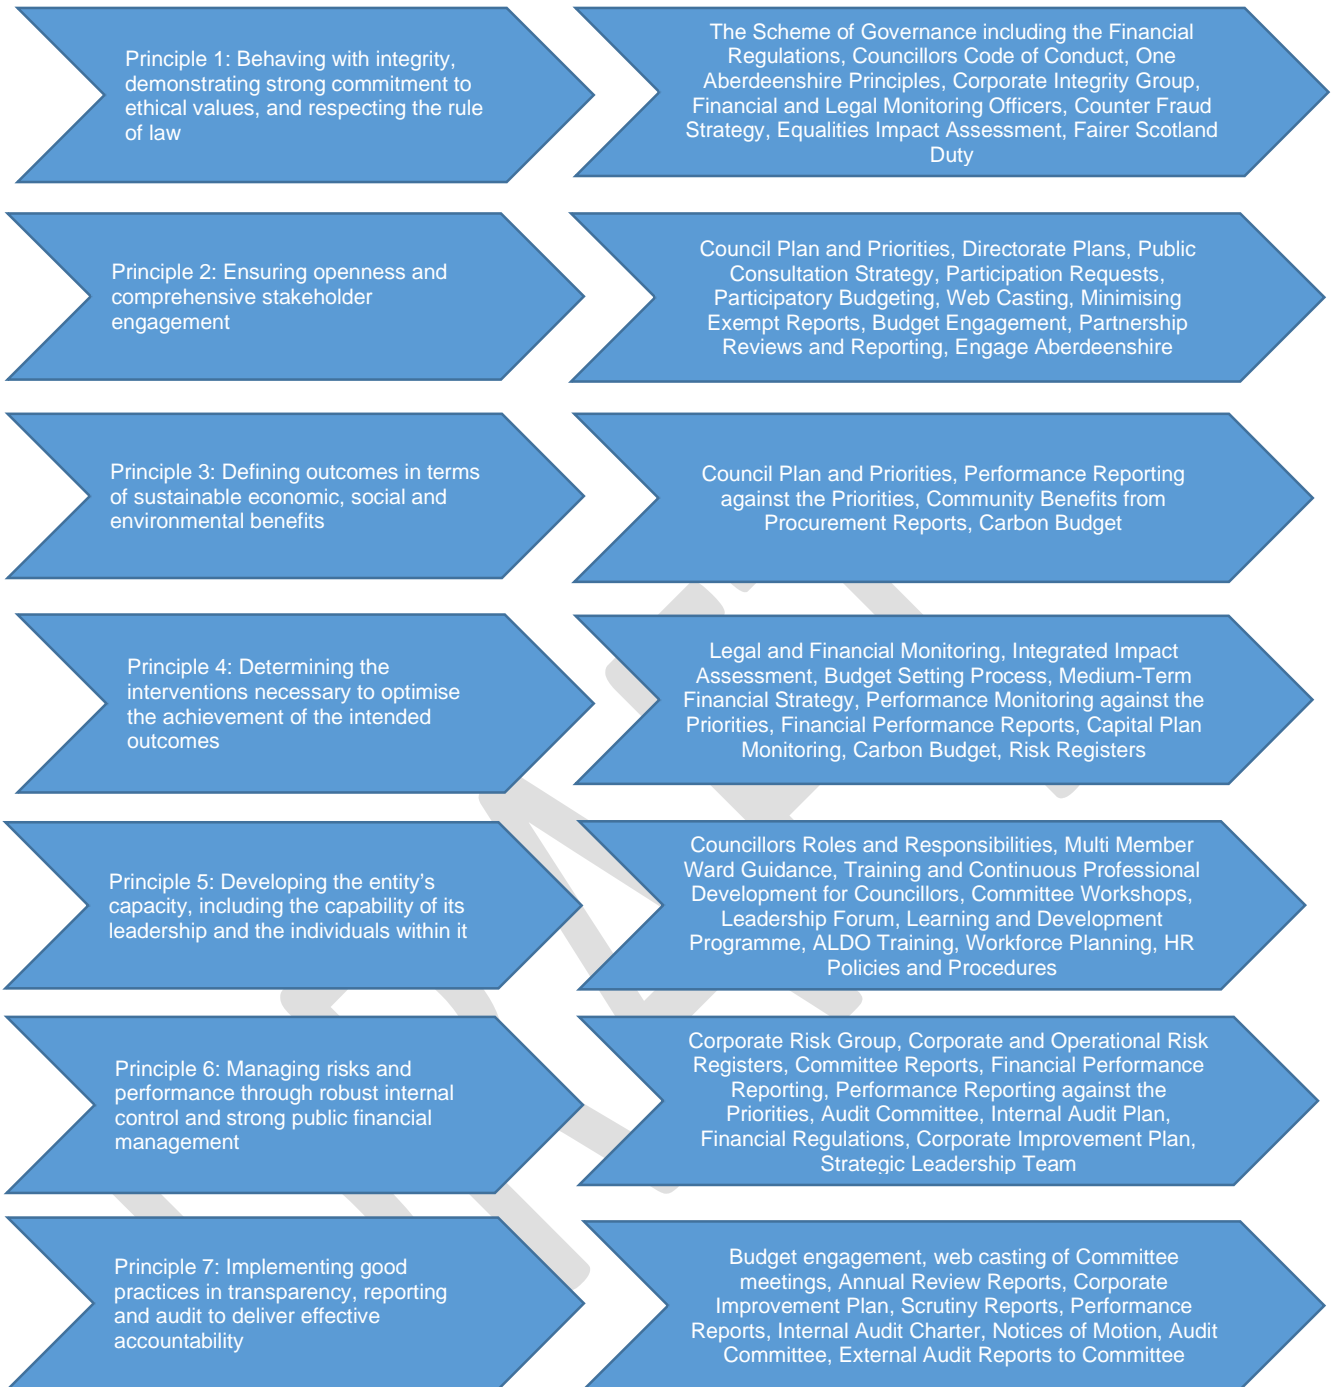 Principle 1: Behaving with integrity,
demonstrating strong commitment to
ethical values, and respecting the rule
of law
The Scheme of Governance including the Financial
Regulations, Councillors Code of Conduct, One
Aberdeenshire Principles, Corporate Integrity Group,
Financial and Legal Monitoring Officers, Counter Fraud
Strategy, Equalities Impact Assessment, Fairer Scotland
Duty
Principle 2: Ensuring openness and
comprehensive stakeholder
engagement
Council Plan and Priorities, Directorate Plans, Public
Consultation Strategy, Participation Requests,
Participatory Budgeting, Web Casting, Minimising
Exempt Reports, Budget Engagement, Partnership
Reviews and Reporting, Engage Aberdeenshire
Principle 3: Defining outcomes in terms
of sustainable economic, social and
environmental benefits
Council Plan and Priorities, Performance Reporting
against the Priorities, Community Benefits from
Procurement Reports, Carbon Budget
Principle 4: Determining the
interventions necessary to optimise
the achievement of the intended
outcomes
Legal and Financial Monitoring, Integrated Impact
Assessment, Budget Setting Process, Medium-Term
Financial Strategy, Performance Monitoring against the
Priorities, Financial Performance Reports, Capital Plan
Monitoring, Carbon Budget, Risk Registers
Principle 5: Developing the entity’s
capacity, including the capability of its
leadership and the individuals within it
Councillors Roles and Responsibilities, Multi Member
Ward Guidance, Training and Continuous Professional
Development for Councillors, Committee Workshops,
Leadership Forum, Learning and Development
Programme, ALDO Training, Workforce Planning, HR
Policies and Procedures
Principle 6: Managing risks and
performance through robust internal
control and strong public financial
management
Corporate Risk Group, Corporate and Operational Risk
Registers, Committee Reports, Financial Performance
Reporting, Performance Reporting against the
Priorities, Audit Committee, Internal Audit Plan,
Financial Regulations, Corporate Improvement Plan,
Strategic Leadership Team
Principle 7: Implementing good
practices in transparency, reporting
and audit to deliver effective
accountability
Budget engagement, web casting of Committee
meetings, Annual Review Reports, Corporate
Improvement Plan, Scrutiny Reports, Performance
Reports, Internal Audit Charter, Notices of Motion, Audit
Committee, External Audit Reports to Committee